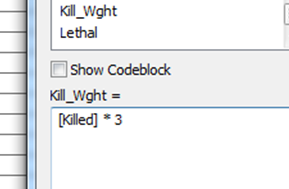 Kill_Wght
Lethal
Show Codeblock
Kill_Wght =
[Killed] * 3